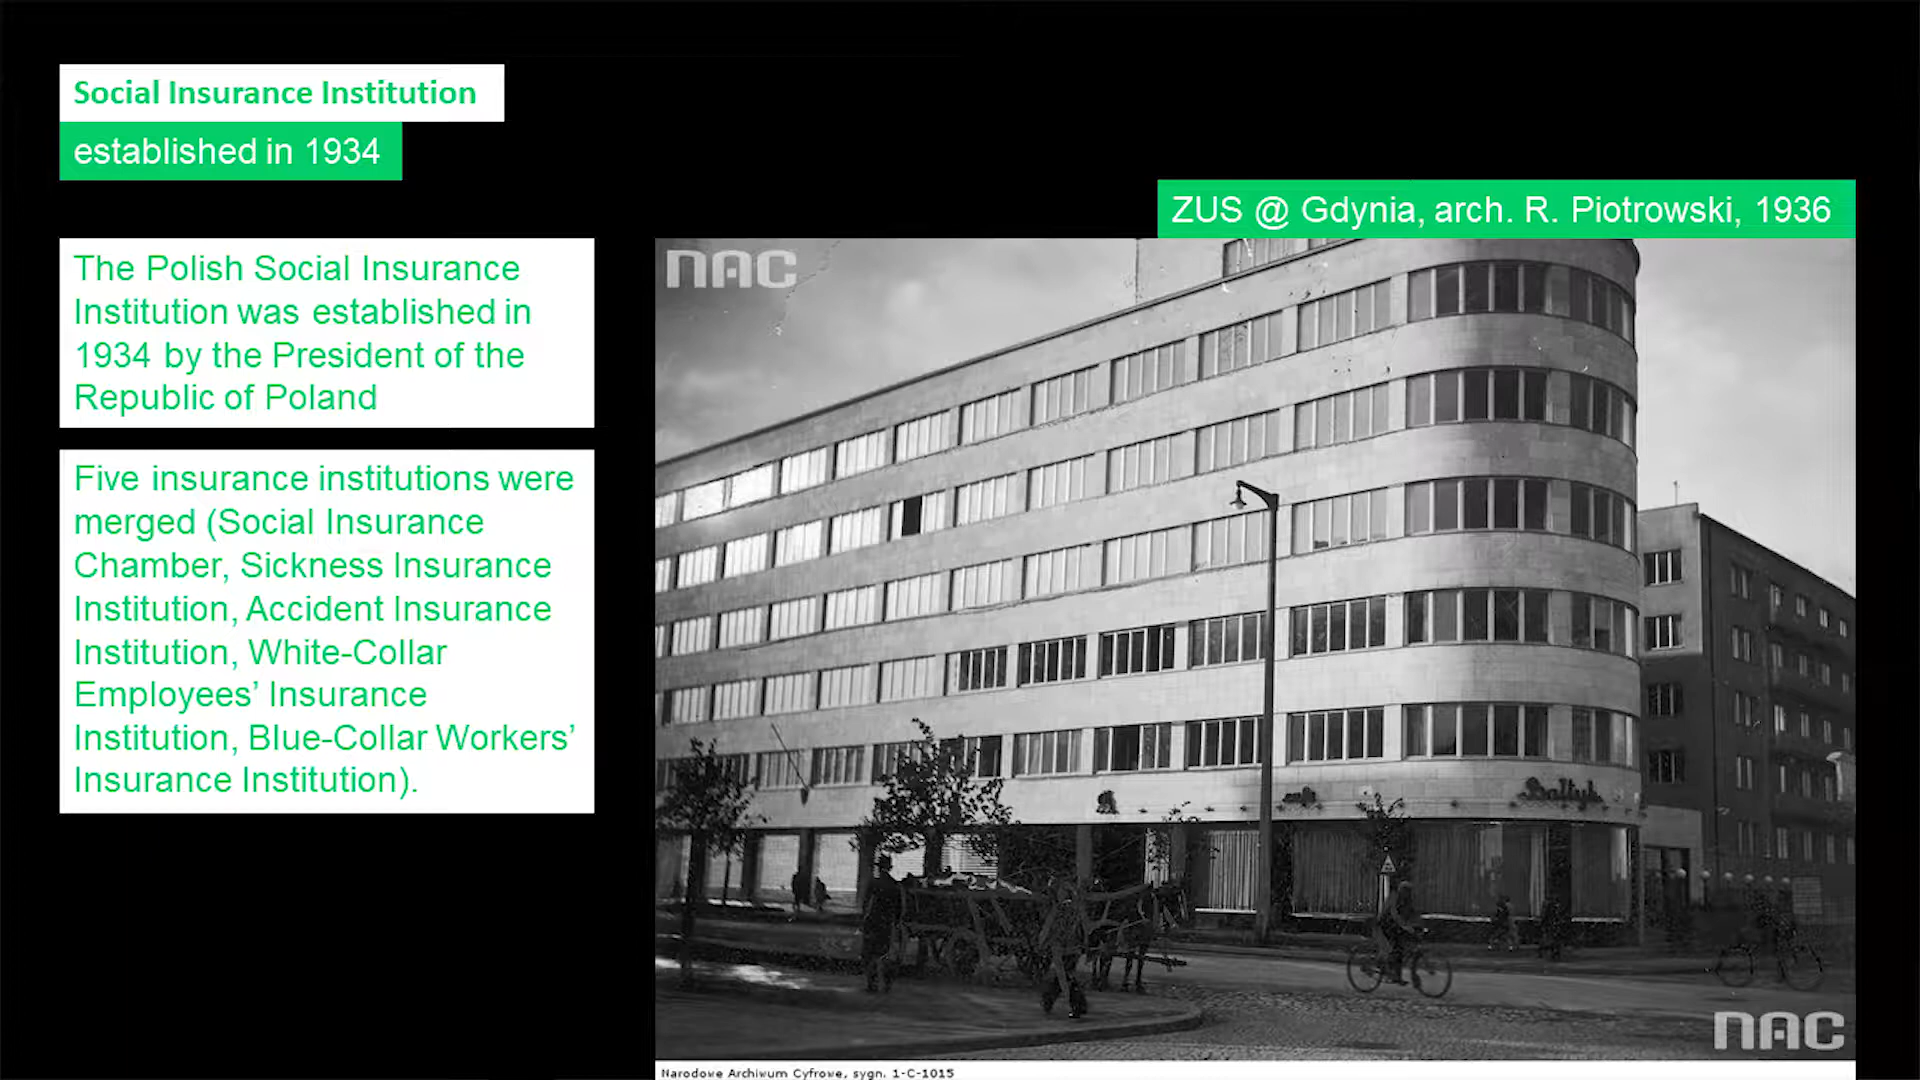 Social Insurance Institution
established in 1934
ZUS @ Gdynia, arch. R. Piotrowski, 1936
The Polish Social Insurance
Institution was established in
1934 by the President of the
Republic of Poland
Five insurance institutions were
merged (Social Insurance
Chamber, Sickness Insurance
Institution, Accident Insurance
Institution, White-Collar
Employees’ Insurance
Institution, Blue-Collar Workers’
Insurance Institution).
NAC
Bałtyk
NAC
Narodowe Archiwum Cyfrowe, sygn. 1-C-1015